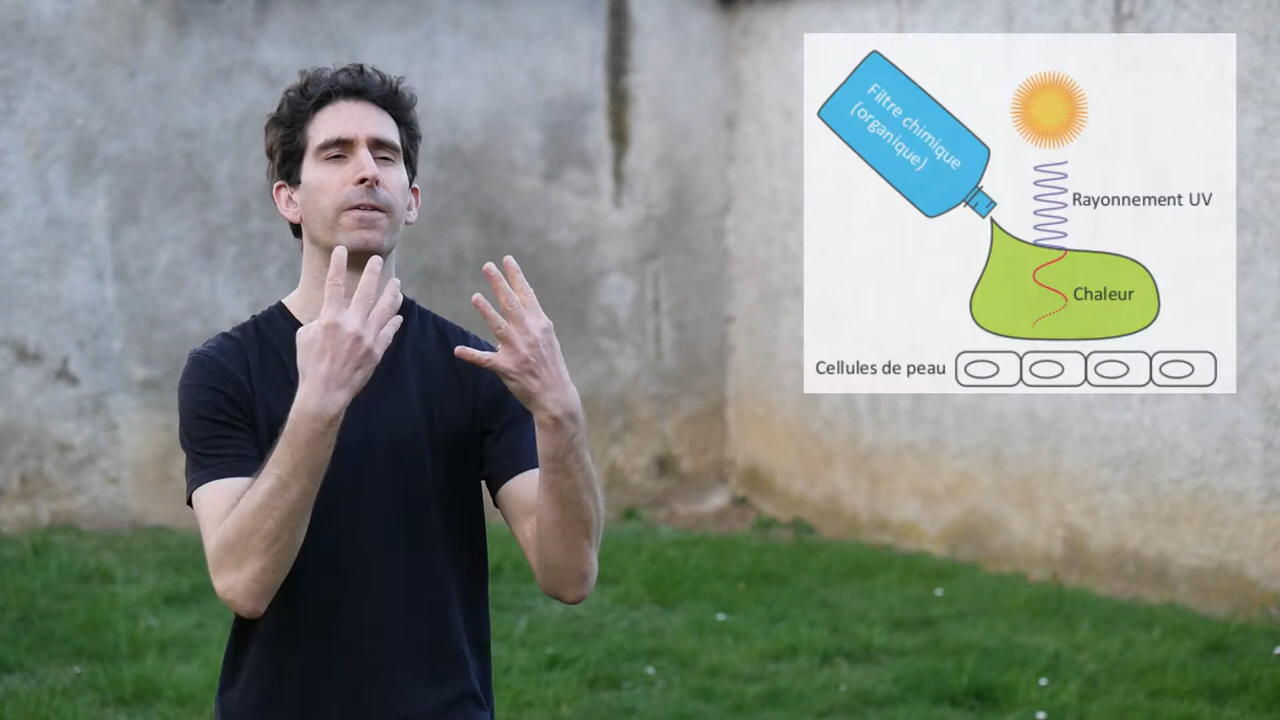 Filtre chimique
(organique)
Rayonnement UV
Chaleur
Cellules de peau